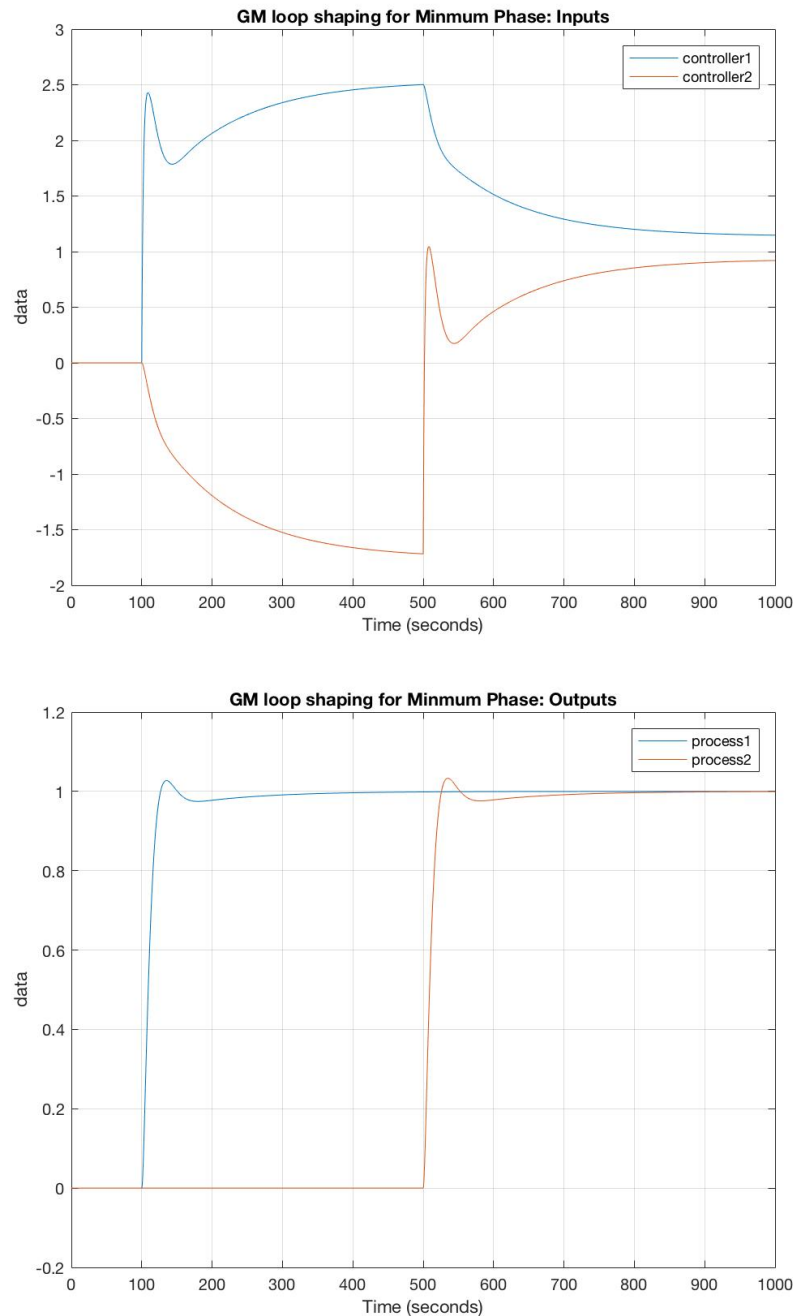 GM loop shaping for Minmum Phase: Inputs
3
controller1
controller2
2.5
2
1.5
1
data
0.5
0
-0.5
-1
-1.5
-2
0 100 200 300 400 500 600 700 800 900 1000
Time (seconds)
GM loop shaping for Minmum Phase: Outputs
1.2
process1
process2
1
0.8
0.6
data
0.4
0.2
0
-0.2
0 100 200 300 400 500 600 700 800 900 1000
Time (seconds)